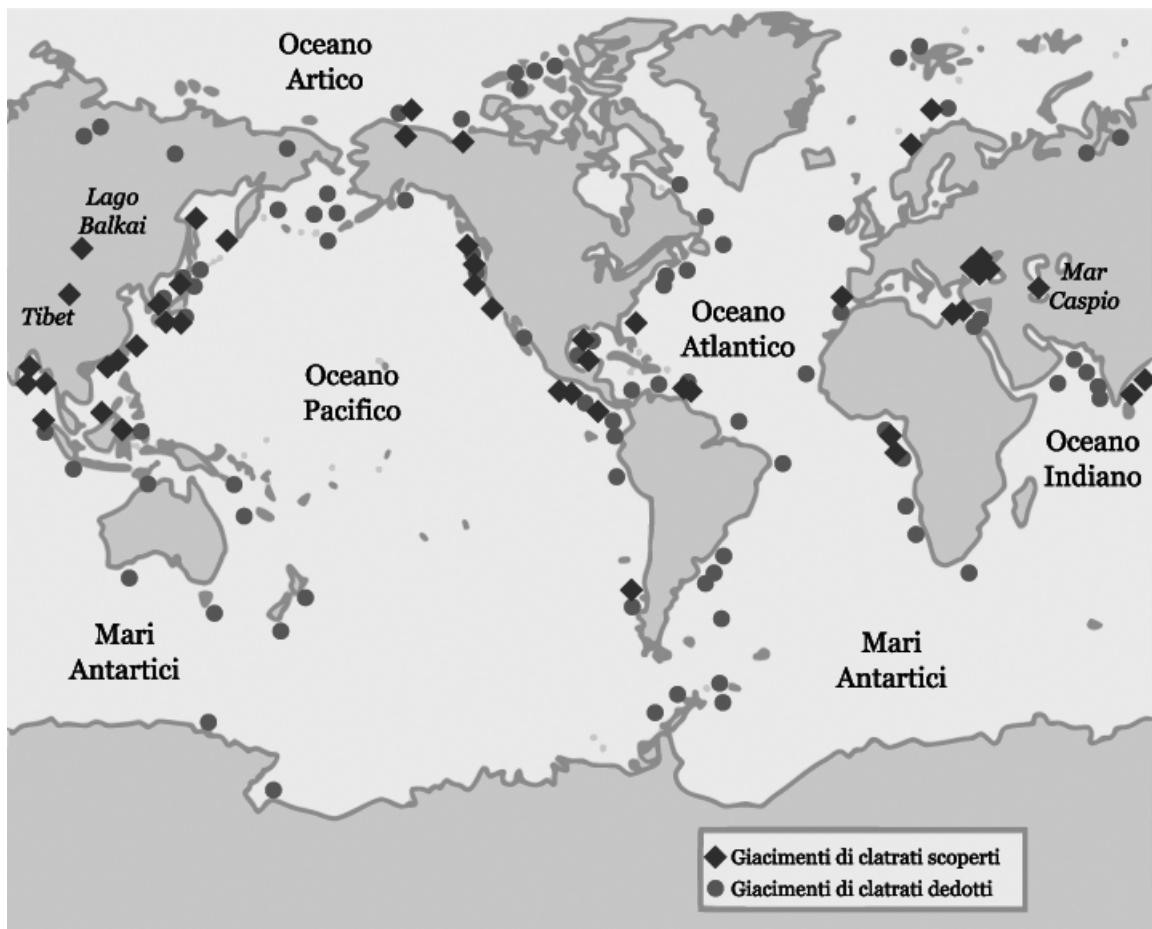 Oceano
Artico
Lago
Balkai
Tibet
Mar
Caspio
Oceano
Atlantico
Oceano
Pacifico
Oceano
Indiano
Mari
Antartici
Mari
Antartici
Giacimenti di clatrati scoperti
Giacimenti di clatrati dedotti